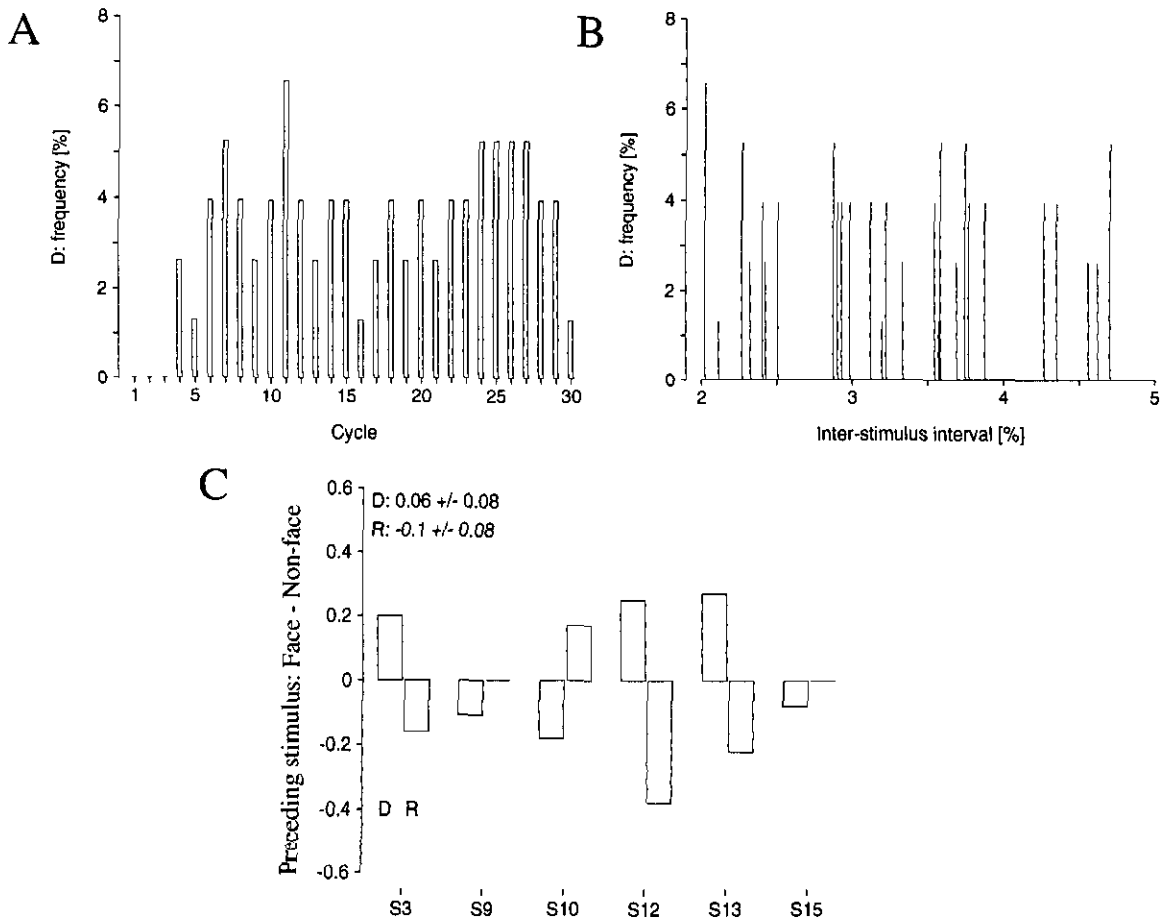 A
D: frequency [%]
8
6
4
2
0
1
5
10
15
20
25
30
Cycle
B
D: frequency [%]
8
6
4
2
0
2
3
4
5
Inter-stimulus interval [%]
C
Preceding stimulus: Face - Non-face
0.6
0.4
0.2
0
-0.2
-0.4
-0.6
D: 0.06 +/- 0.08
R: -0.1 +/- 0.08
D R
S3
S9
S10
S12
S13
S15